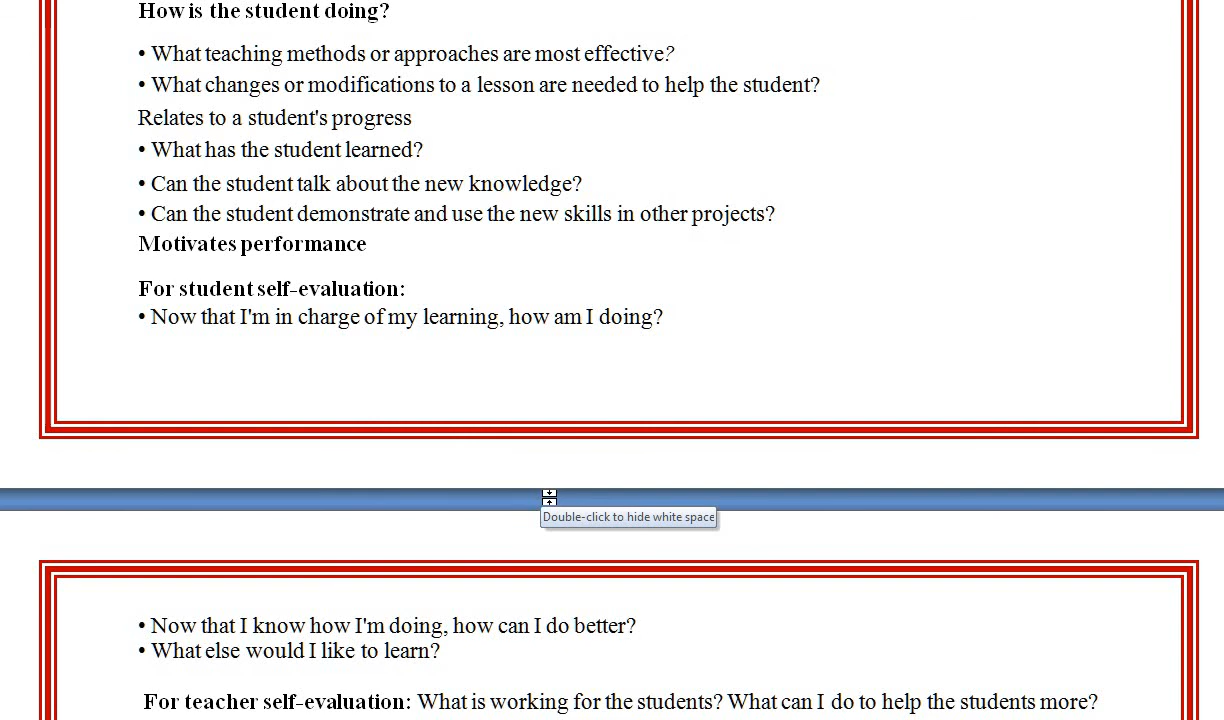 How is the student doing?
• What teaching methods or approaches are most effective?
• What changes or modifications to a lesson are needed to help the student?
Relates to a student's progress
• What has the student learned?
• Can the student talk about the new knowledge?
• Can the student demonstrate and use the new skills in other projects?
Motivates performance
For student self-evaluation:
• Now that I'm in charge of my learning, how am I doing?
Double-click to hide white space
• Now that I know how I'm doing, how can I do better?
• What else would I like to learn?
For teacher self-evaluation: What is working for the students? What can I do to help the students more?